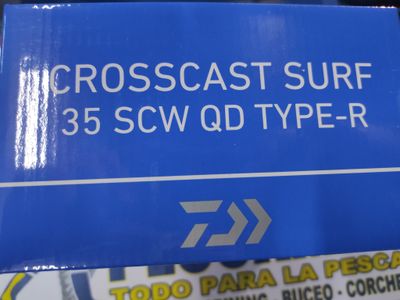 CROSSCAST SURF
35 SCW QD TYPE-R
TODO PARA LA PESCA
BUCEO - CORCHE